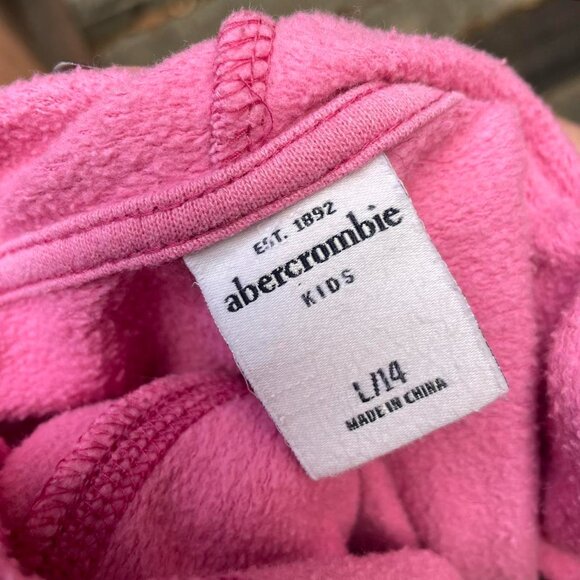 EST. 1892
abercrombie
KIDS
L/14
MADE IN CHINA